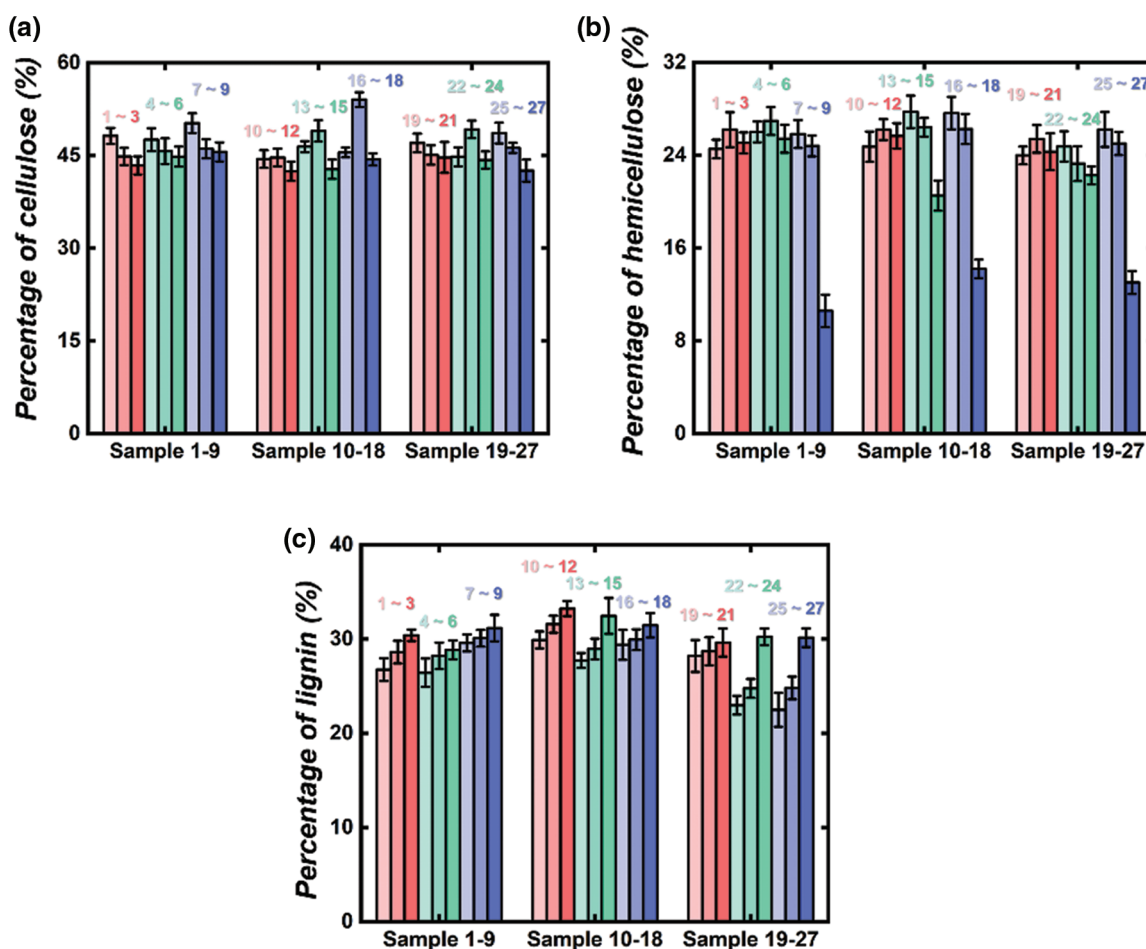 (a)
Percentage of cellulose (%)
60
45
30
15
0
1 ~ 3
4 ~ 6
7 ~ 9
10 ~ 12
13 ~ 15
16 ~ 18
19 ~ 21
22 ~ 24
25 ~ 27
Sample 1-9
Sample 10-18
Sample 19-27
(b)
Percentage of hemicellulose (%)
32
24
16
8
0
1 ~ 3
4 ~ 6
7 ~ 9
10 ~ 12
13 ~ 15
16 ~ 18
19 ~ 21
22 ~ 24
25 ~ 27
Sample 1-9
Sample 10-18
Sample 19-27
(c)
Percentage of lignin (%)
40
30
20
10
0
1 ~ 3
4 ~ 6
7 ~ 9
10 ~ 12
13 ~ 15
16 ~ 18
19 ~ 21
22 ~ 24
25 ~ 27
Sample 1-9
Sample 10-18
Sample 19-27